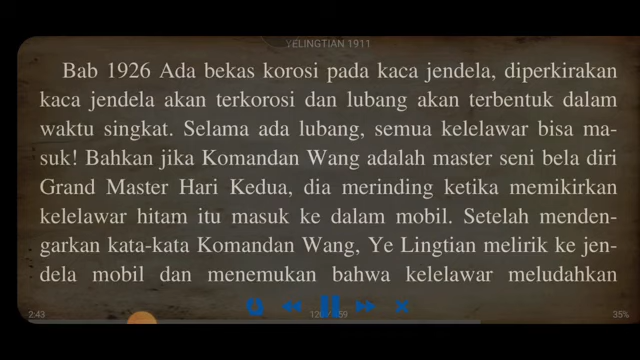 YELINGTIAN 1911
Bab 1926 Ada bekas korosi pada kaca jendela, diperkirakan
kaca jendela akan terkorosi dan lubang akan terbentuk dalam
waktu singkat. Selama ada lubang, semua kelelawar bisa ma-
suk! Bahkan jika Komandan Wang adalah master seni bela diri
Grand Master Hari Kedua, dia merinding ketika memikirkan
kelelawar hitam itu masuk ke dalam mobil. Setelah menden-
garkan kata-kata Komandan Wang, Ye Lingtian melirik ke jen-
dela mobil dan menemukan bahwa kelelawar meludahkan
2:43
35%